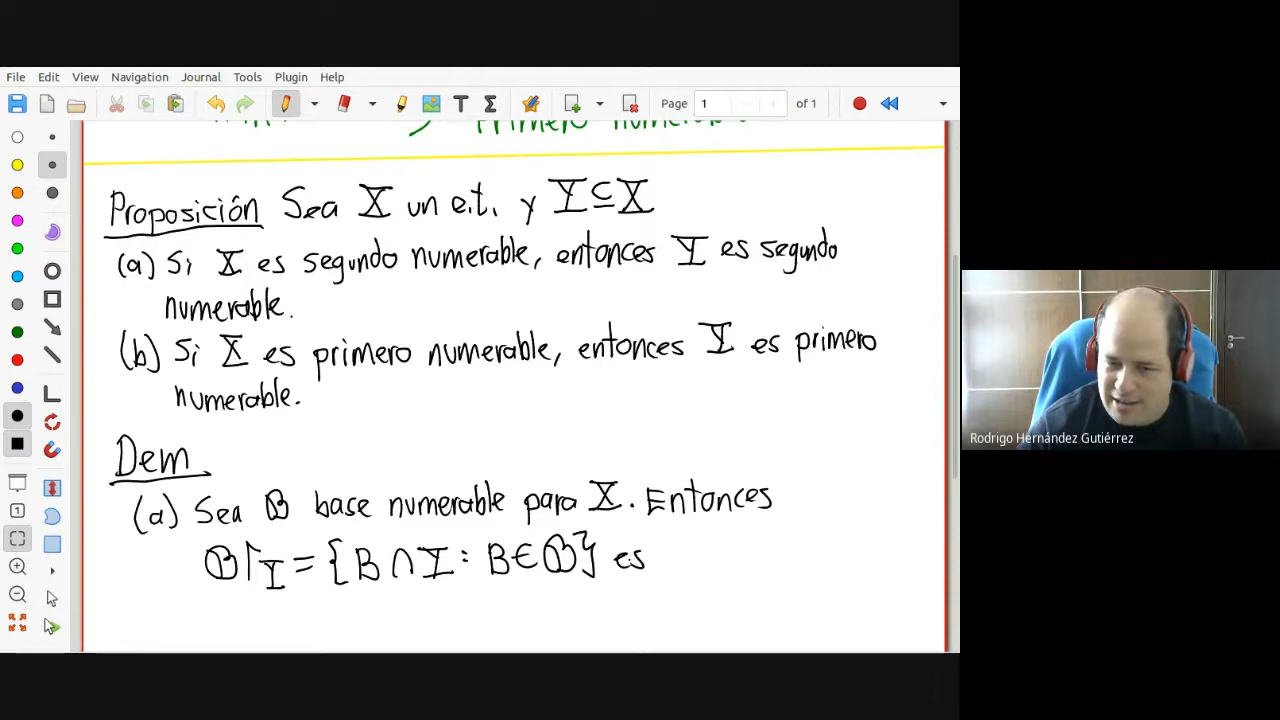 File Edit View Navigation Journal Tools Plugin Help
Page 1 of 1
Primero numerab
Proposición Sea X un e.t. y Y⊆X
(a) Si X es segundo numerable, entonces Y es segundo
numerable.
(b) Si X es primero numerable, entonces Y es primero
numerable.
Dem
(a) Sea ℬ base numerable para X. Entonces
ℬ↾Y = {B∩Y : B∈ℬ} es
Rodrigo Hernández Gutiérrez